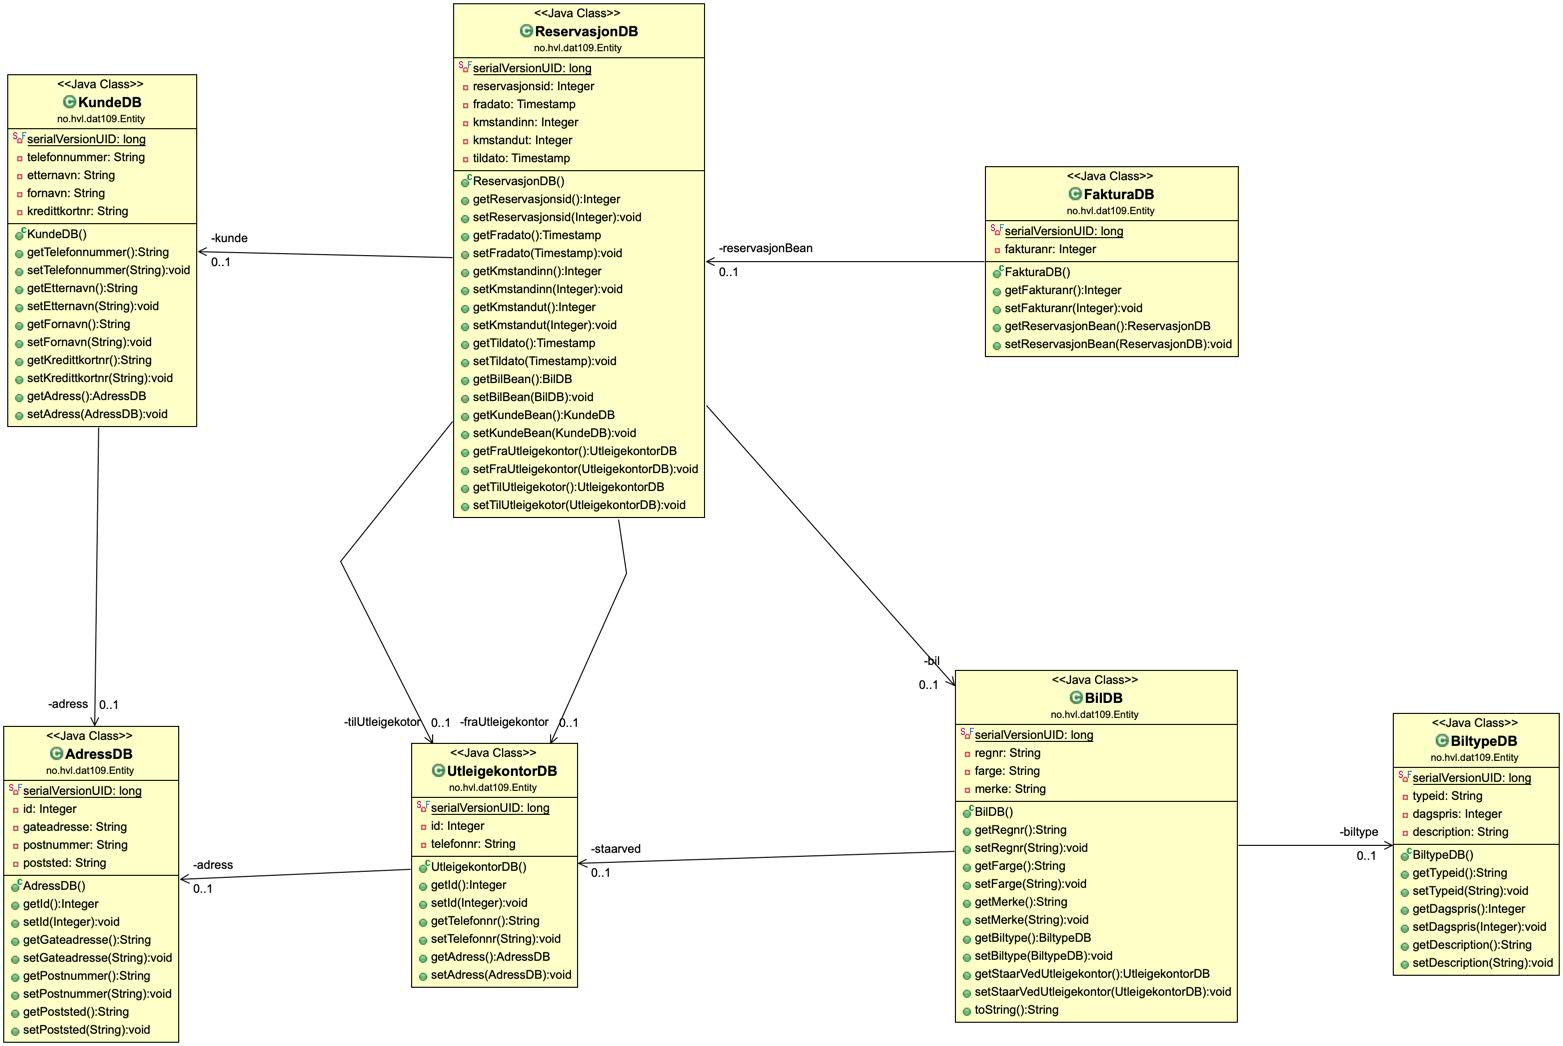 <<Java Class>>
KundeDB
no.hvl.dat109.Entity
serialVersionUID: long
telefonnummer: String
etternavn: String
fornavn: String
kredittkortnr: String
KundeDB()
getTelefonnummer():String
setTelefonnummer(String):void
getEtternavn():String
setEtternavn(String):void
getFornavn():String
setFornavn(String):void
getKredittkortnr():String
setKredittkortnr(String):void
getAdress():AdressDB
setAdress(AdressDB):void
-kunde
0..1
<<Java Class>>
ReservasjonDB
no.hvl.dat109.Entity
serialVersionUID: long
reservasjonsid: Integer
fradato: Timestamp
kmstandinn: Integer
kmstandut: Integer
tildato: Timestamp
ReservasjonDB()
getReservasjonsid():Integer
setReservasjonsid(Integer):void
getFradato():Timestamp
setFradato(Timestamp):void
getKmstandinn():Integer
setKmstandinn(Integer):void
getKmstandut():Integer
setKmstandut(Integer):void
getTildato():Timestamp
setTildato(Timestamp):void
getBilBean():BilDB
setBilBean(BilDB):void
getKundeBean():KundeDB
setKundeBean(KundeDB):void
getFraUtleigekontor():UtleigekontorDB
setFraUtleigekontor(UtleigekontorDB):void
getTilUtleigekotor():UtleigekontorDB
setTilUtleigekotor(UtleigekontorDB):void
-reservasjonBean
0..1
<<Java Class>>
FakturaDB
no.hvl.dat109.Entity
serialVersionUID: long
fakturanr: Integer
FakturaDB()
getFakturanr():Integer
setFakturanr(Integer):void
getReservasjonBean():ReservasjonDB
setReservasjonBean(ReservasjonDB):void
-adress
0..1
<<Java Class>>
AdressDB
no.hvl.dat109.Entity
serialVersionUID: long
id: Integer
gateadresse: String
postnummer: String
poststed: String
AdressDB()
getId():Integer
setId(Integer):void
getGateadresse():String
setGateadresse(String):void
getPostnummer():String
setPostnummer(String):void
getPoststed():String
setPoststed(String):void
-adress
0..1
-tilUtleigekotor
0..1
-fraUtleigekontor
0..1
<<Java Class>>
UtleigekontorDB
no.hvl.dat109.Entity
serialVersionUID: long
id: Integer
telefonnr: String
UtleigekontorDB()
getId():Integer
setId(Integer):void
getTelefonnr():String
setTelefonnr(String):void
getAdress():AdressDB
setAdress(AdressDB):void
-staarved
0..1
-bil
0..1
<<Java Class>>
BilDB
no.hvl.dat109.Entity
serialVersionUID: long
regnr: String
farge: String
merke: String
BilDB()
getRegnr():String
setRegnr(String):void
getFarge():String
setFarge(String):void
getMerke():String
setMerke(String):void
getBiltype():BiltypeDB
setBiltype(BiltypeDB):void
getStaarVedUtleigekontor():UtleigekontorDB
setStaarVedUtleigekontor(UtleigekontorDB):void
toString():String
-biltype
0..1
<<Java Class>>
BiltypeDB
no.hvl.dat109.Entity
serialVersionUID: long
typeid: String
dagspris: Integer
description: String
BiltypeDB()
getTypeid():String
setTypeid(String):void
getDagspris():Integer
setDagspris(Integer):void
getDescription():String
setDescription(String):void